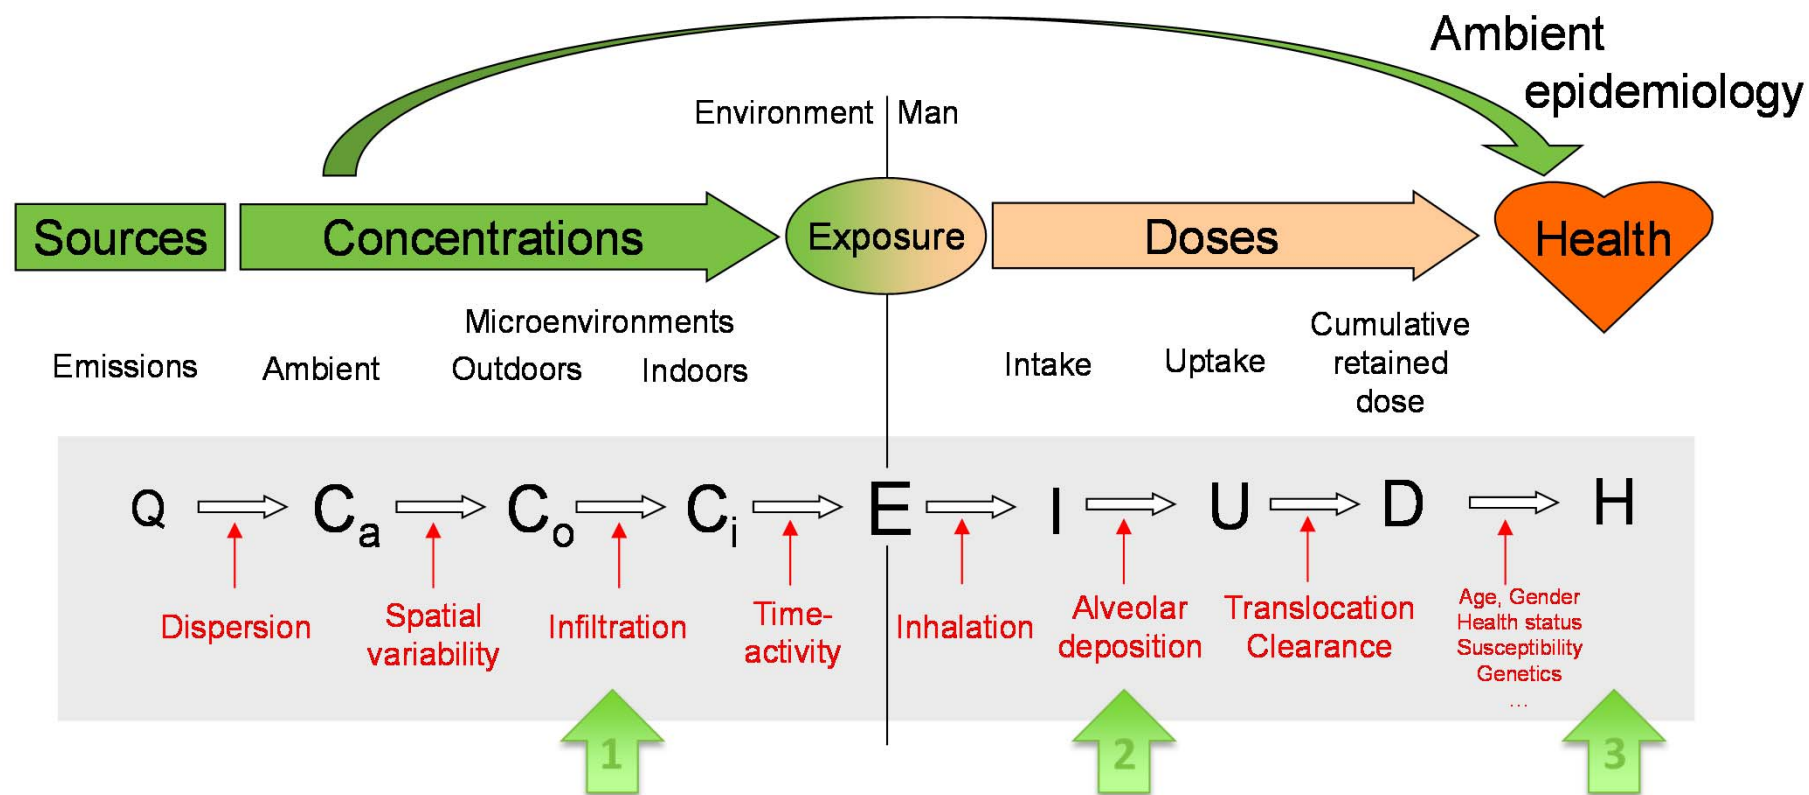 Ambient
epidemiology
Environment Man
Sources Concentrations Exposure Doses Health
Microenvironments
Emissions Ambient Outdoors Indoors Intake Uptake
Cumulative
retained
dose
Q Ca Co Ci E I U D H
Dispersion
Spatial
variability
Infiltration
Time-
activity
Inhalation
Alveolar
deposition
Translocation
Clearance
Age, Gender
Health status
Susceptibility
Genetics
...
1 2 3